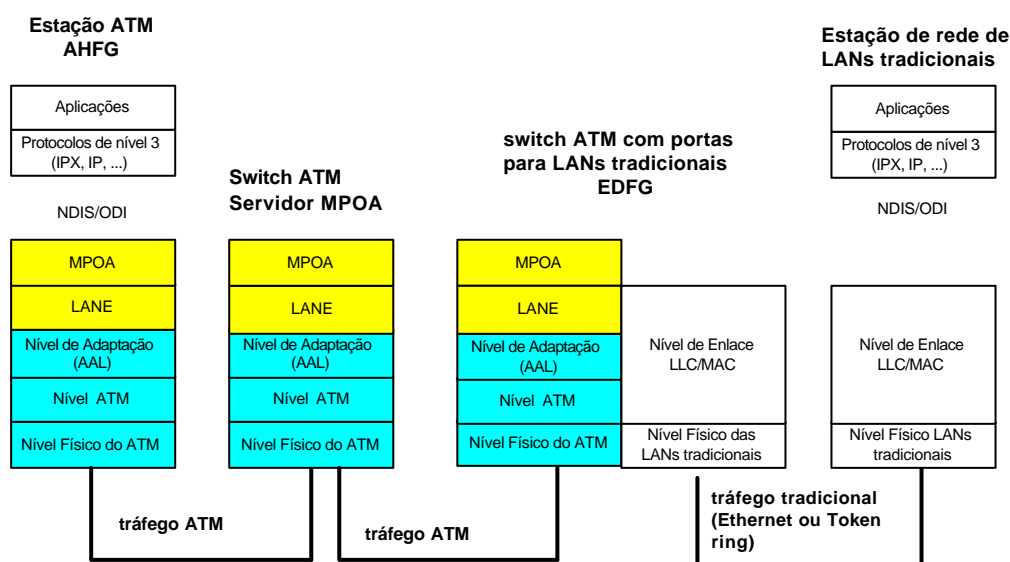 Estação ATM
AHFG
Aplicações
Protocolos de nível 3
(IPX, IP, ...)
NDIS/ODI
MPOA
LANE
Nível de Adaptação
(AAL)
Nível ATM
Nível Físico do ATM
Switch ATM
Servidor MPOA
MPOA
LANE
Nível de Adaptação
(AAL)
Nível ATM
Nível Físico do ATM
switch ATM com portas
para LANs tradicionais
EDFG
MPOA
LANE
Nível de Adaptação
(AAL)
Nível ATM
Nível Físico do ATM
Nível de Enlace
LLC/MAC
Nível Físico das
LANs tradicionais
Estação de rede de
LANs tradicionais
Aplicações
Protocolos de nível 3
(IPX, IP, ...)
NDIS/ODI
Nível de Enlace
LLC/MAC
Nível Físico LANs
tradicionais
tráfego ATM
tráfego ATM
tráfego tradicional
(Ethernet ou Token
ring)